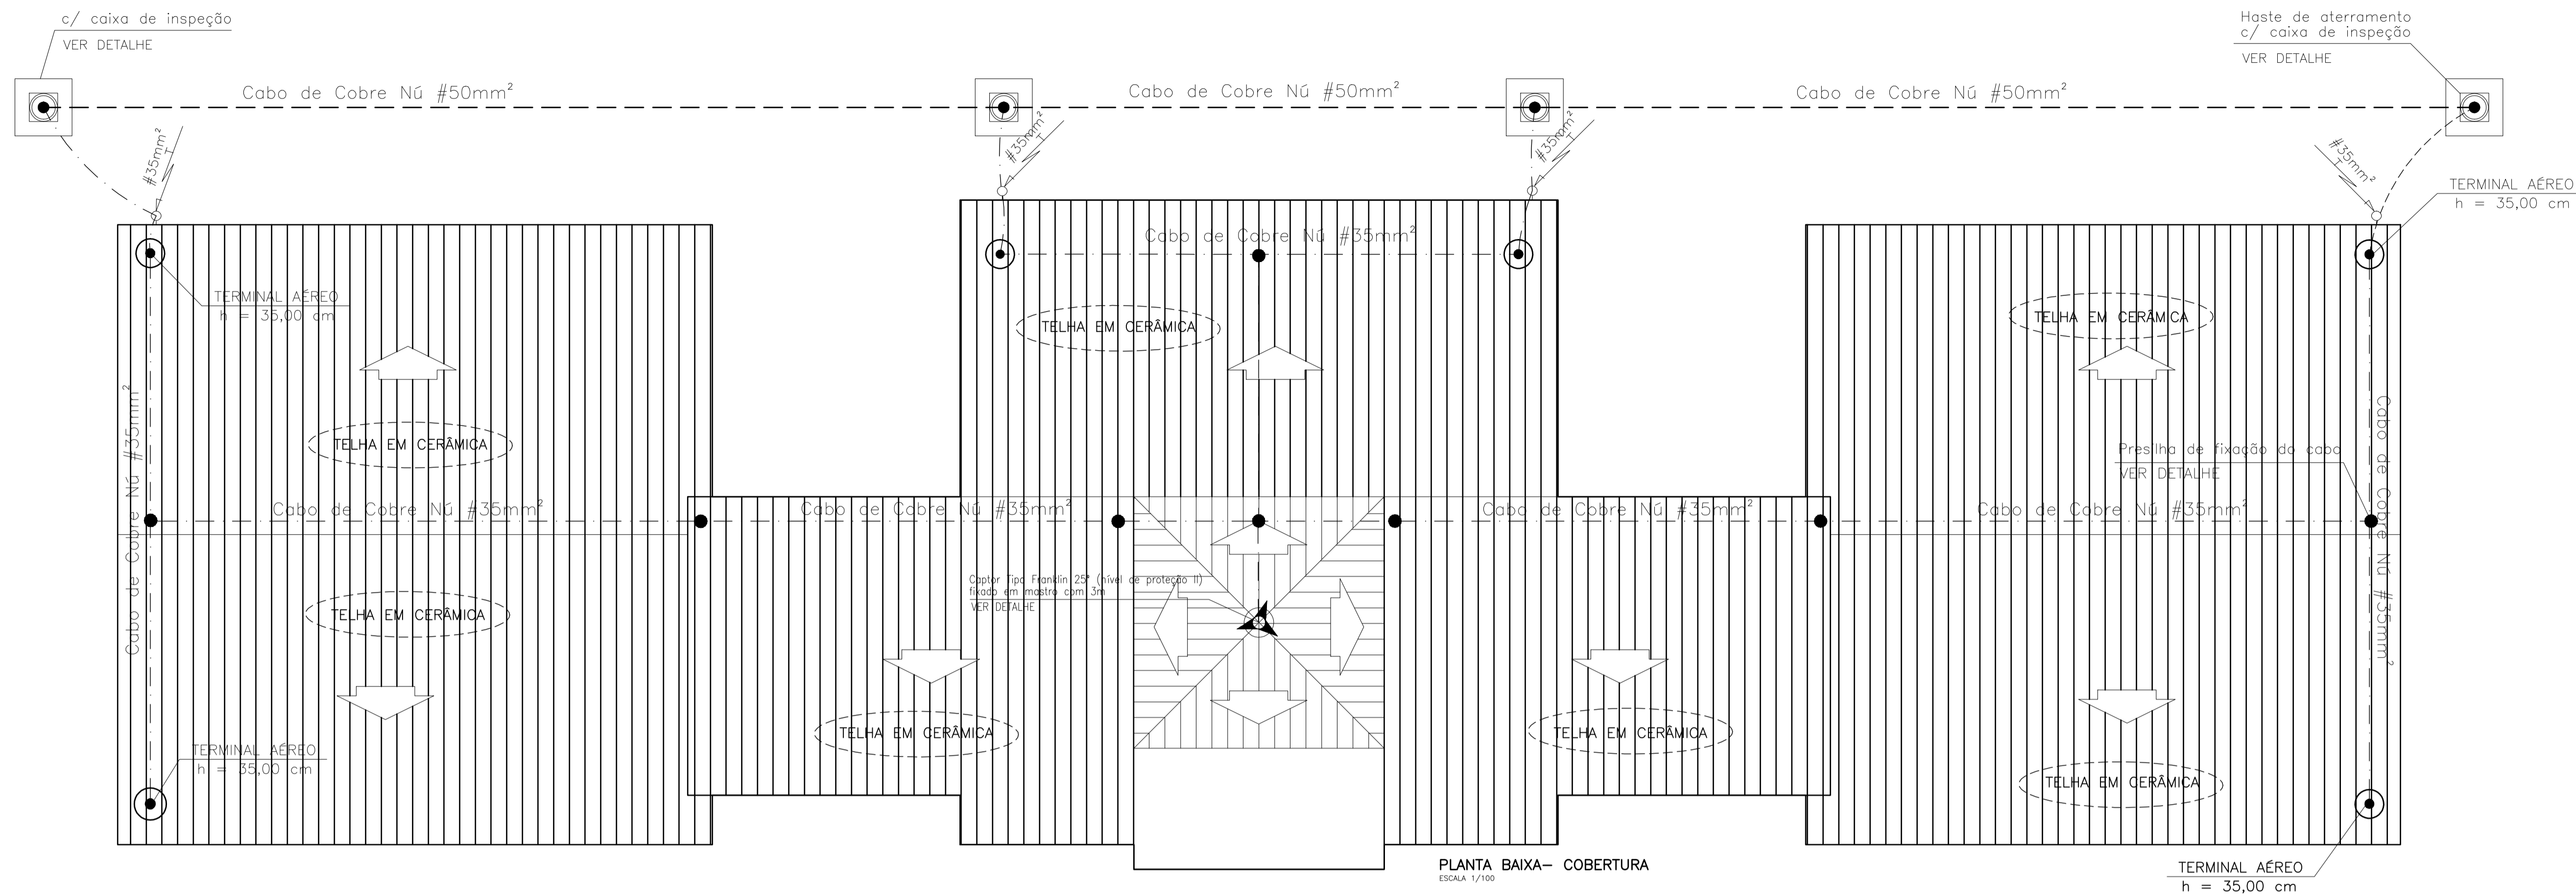 c/ caixa de inspeção
VER DETALHE
Haste de aterramento
c/ caixa de inspeção
VER DETALHE
Cabo de Cobre Nú #50mm²
Cabo de Cobre Nú #50mm²
Cabo de Cobre Nú #50mm²
#35mm²
#35mm²
#35mm²
#35mm²
TERMINAL AÉREO
h = 35,00 cm
Cabo de Cobre Nú #35mm²
TERMINAL AÉREO
h = 35,00 cm
TELHA EM CERÂMICA
TELHA EM CERÂMICA
TELHA EM CERÂMICA
Cabo de Cobre Nú #35mm²
Cabo de Cobre Nú #35mm²
Presilha de fixação do cabo
VER DETALHE
Cabo de Cobre Nú #35mm²
Cabo de Cobre Nú #35mm²
Cabo de Cobre Nú #35mm²
Cabo de Cobre Nú #35mm²
Captor Tipo Franklin 25° (nível de proteção II)
fixado em mastro com 3m
VER DETALHE
TELHA EM CERÂMICA
TELHA EM CERÂMICA
TELHA EM CERÂMICA
TERMINAL AÉREO
h = 35,00 cm
TELHA EM CERÂMICA
PLANTA BAIXA- COBERTURA
ESCALA 1/100
TERMINAL AÉREO
h = 35,00 cm